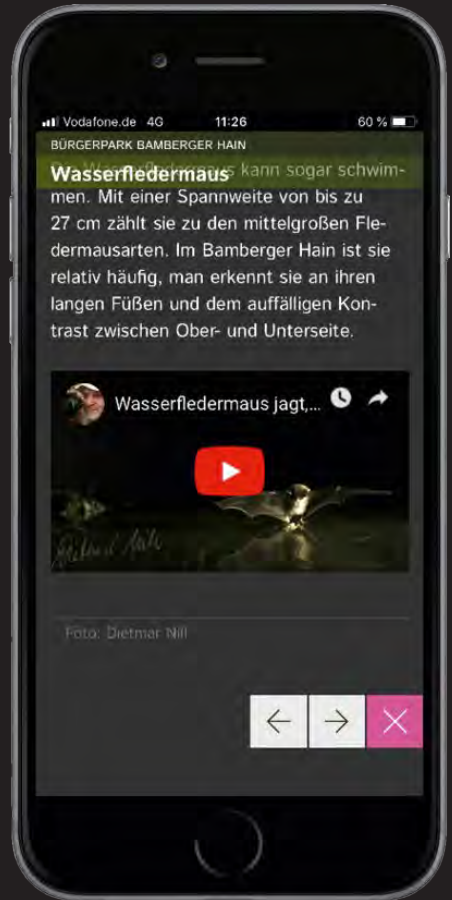 Vodafone.de 4G 11:26 60 %
BÜRGERPARK BAMBERGER HAIN
Wasserfledermaus
Die Wasserfledermaus kann sogar schwim-
men. Mit einer Spannweite von bis zu
27 cm zählt sie zu den mittelgroßen Fle-
dermausarten. Im Bamberger Hain ist sie
relativ häufig, man erkennt sie an ihren
langen Füßen und dem auffälligen Kon-
trast zwischen Ober- und Unterseite.
Wasserfledermaus jagt,...
Foto: Dietmar Nill